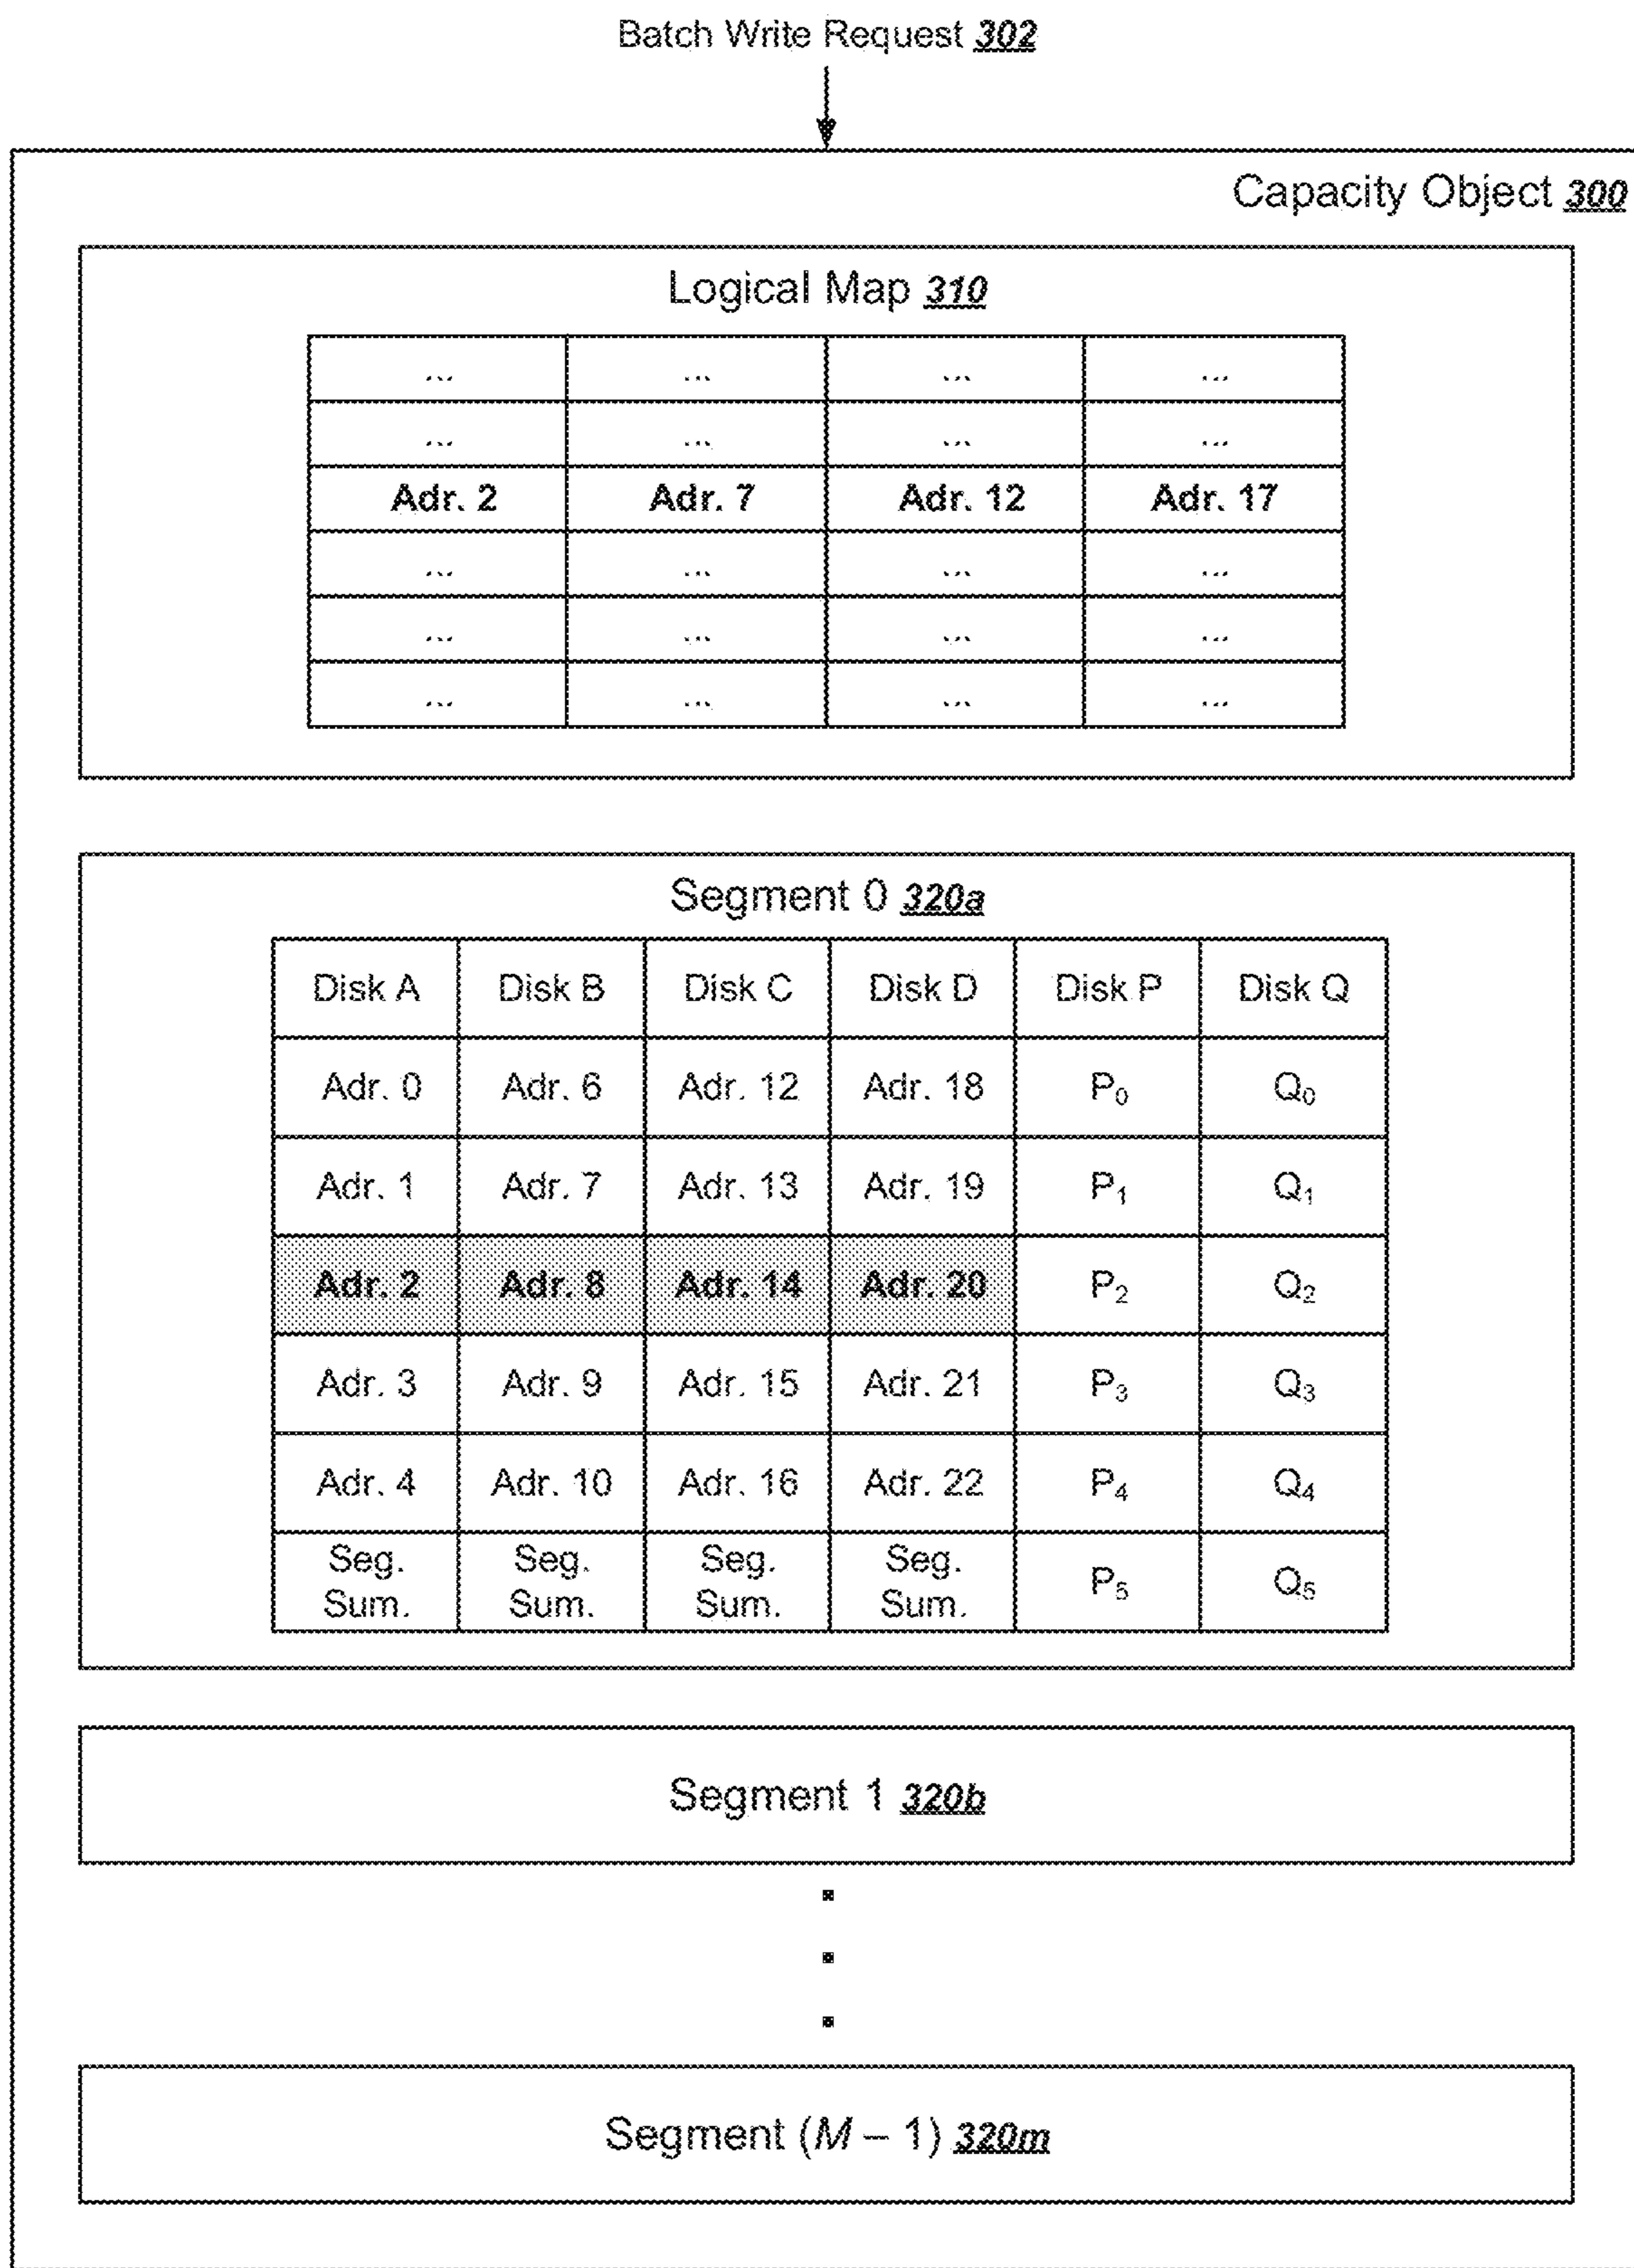 Batch Write Request 302
Capacity Object 300
Logical Map 310
... ... ... ...
... ... ... ...
Adr. 2 Adr. 7 Adr. 12 Adr. 17
... ... ... ...
... ... ... ...
... ... ... ...
Segment 0 320a
Disk A Disk B Disk C Disk D Disk P Disk Q
Adr. 0 Adr. 6 Adr. 12 Adr. 18 P₀ Q₀
Adr. 1 Adr. 7 Adr. 13 Adr. 19 P₁ Q₁
Adr. 2 Adr. 8 Adr. 14 Adr. 20 P₂ Q₂
Adr. 3 Adr. 9 Adr. 15 Adr. 21 P₃ Q₃
Adr. 4 Adr. 10 Adr. 16 Adr. 22 P₄ Q₄
Seg. Seg. Seg. Seg.
Sum. Sum. Sum. Sum. P₅ Q₅
Segment 1 320b
Segment (M – 1) 320m